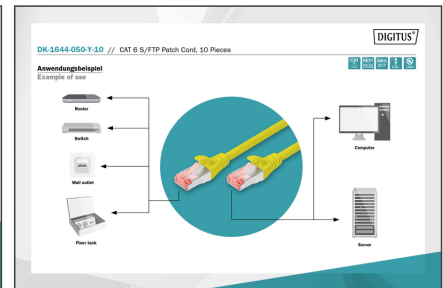 DIGITUS®
DK-1644-050-Y-10 // CAT 6 S/FTP Patch Cord, 10 Pieces
Anwendungsbeispiel
Example of use
Router
Switch
Wall outlet
Floor tank
Computer
Server